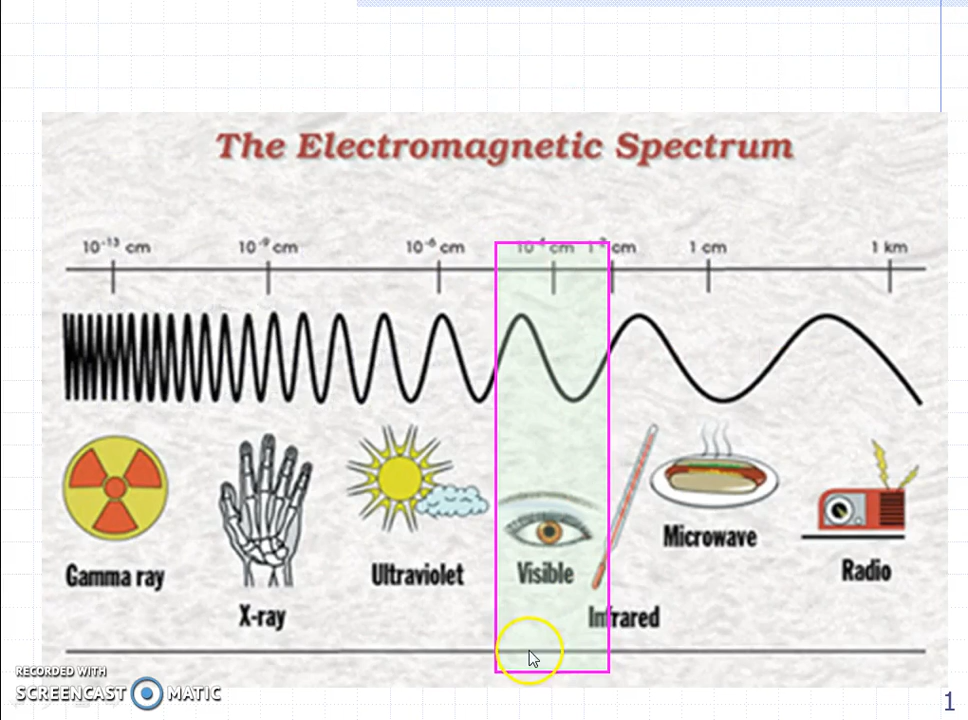 The Electromagnetic Spectrum
10⁻¹³ cm 10⁻⁹ cm 10⁻⁶ cm 10⁻⁴ cm cm 1 cm 1 km
Microwave
Gamma ray Ultraviolet Visible Radio
X-ray Infrared
RECORDED WITH
SCREENCAST MATIC
1